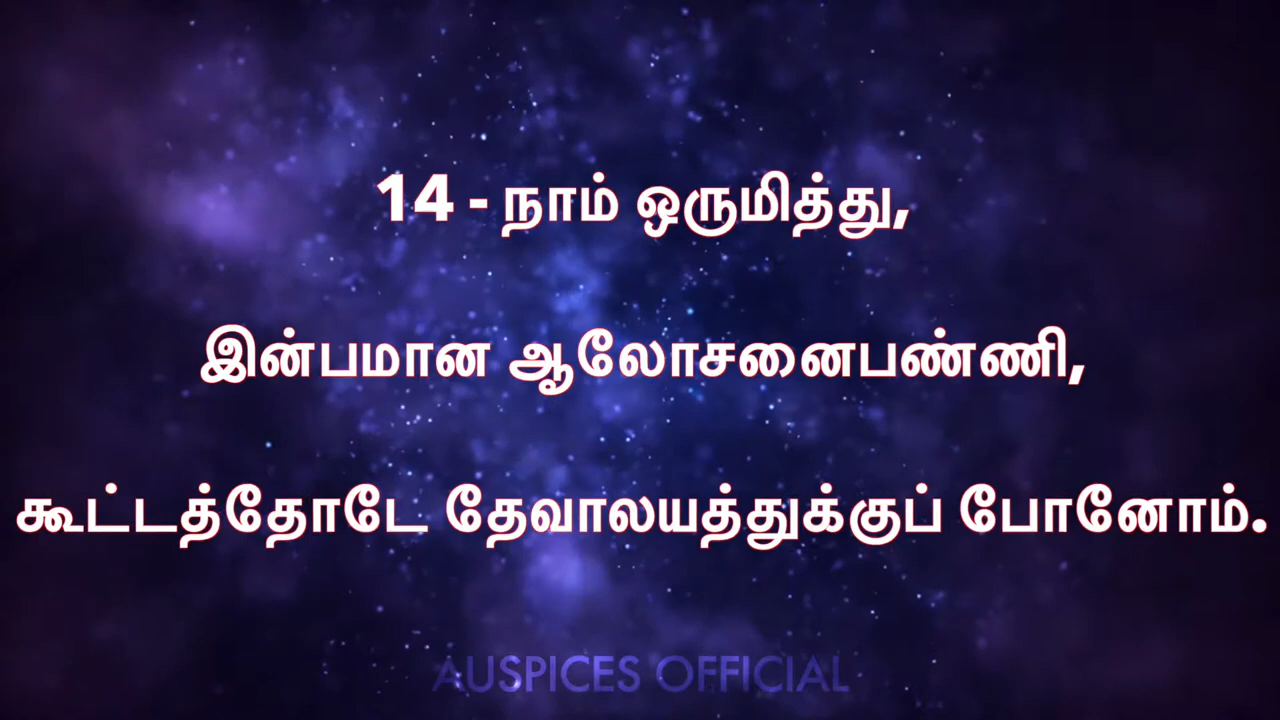 14 - நாம் ஒருமித்து,
இன்பமான ஆலோசனைபண்ணி,
கூட்டத்தோடே தேவாலயத்துக்குப் போனோம்.
AUSPICES OFFICIAL